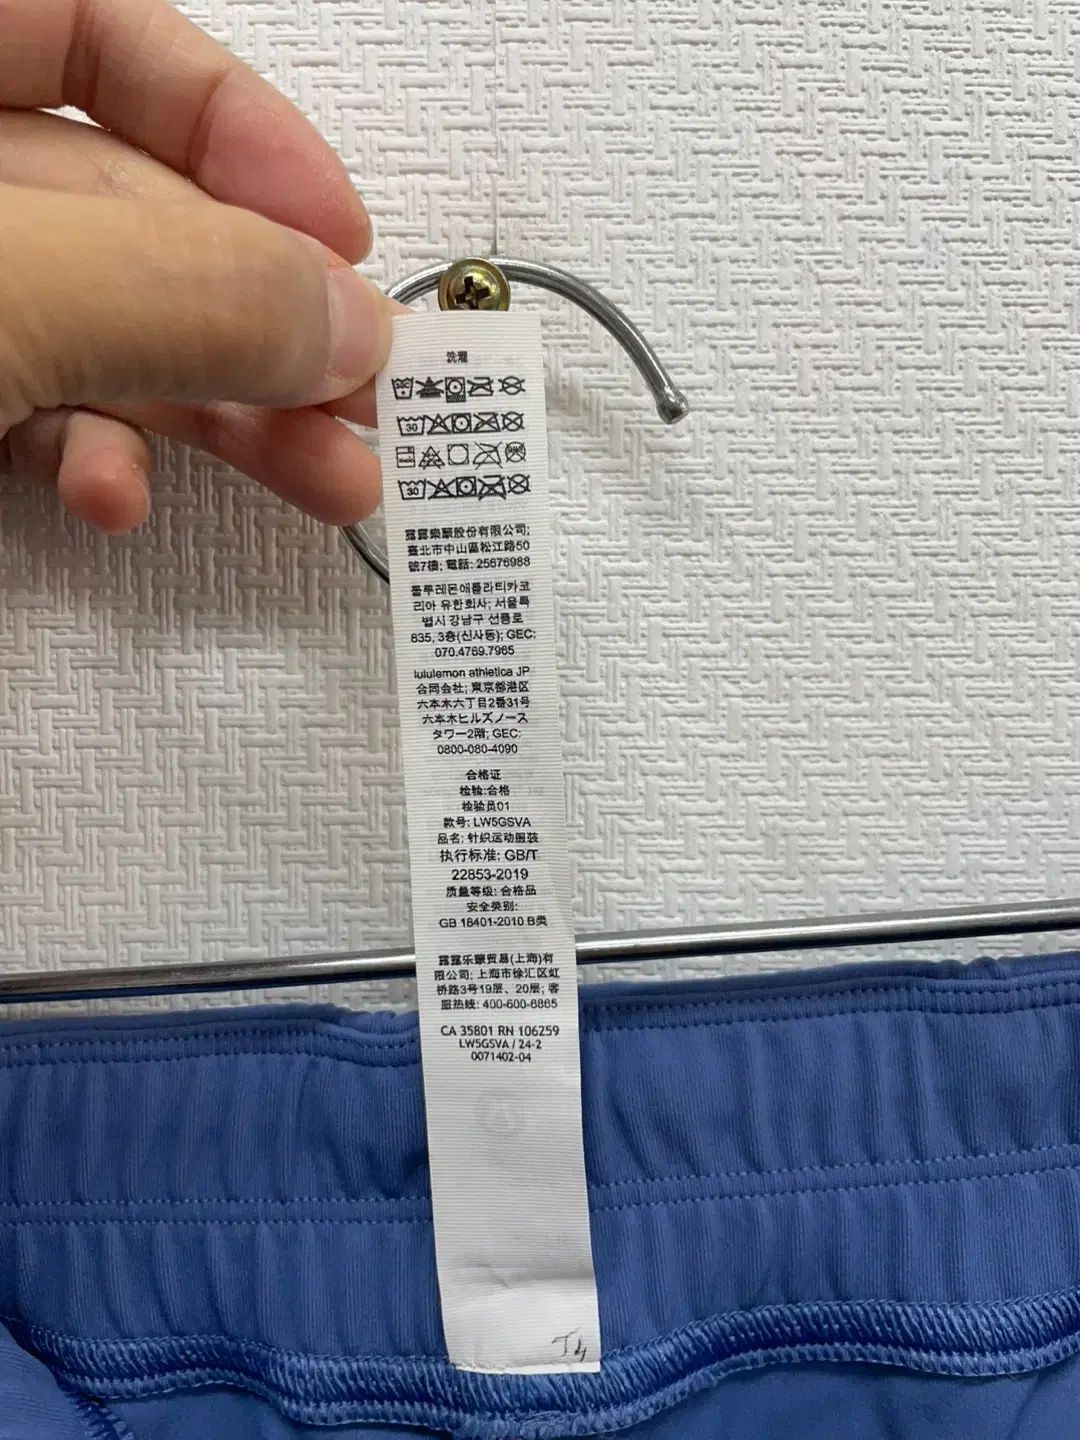 洗濯
30
30
露露樂蒙股份有限公司;
臺北市中山區松江路50
號7樓; 電話: 25676988
룰루레몬애틀라티카코
리아 유한회사; 서울특
별시 강남구 선릉로
835, 3층(신사동); GEC:
070.4769.7965
lululemon athletica JP
合同会社; 東京都港区
六本木六丁目2番31号
六本木ヒルズノース
タワー2階; GEC:
0800-080-4090
合格证
检验:合格
检验员01
款号: LW5GSVA
品名: 针织运动服装
执行标准: GB/T
22853-2019
质量等级: 合格品
安全类别:
GB 18401-2010 B类
露露乐蒙贸易(上海)有
限公司; 上海市徐汇区虹
桥路3号19层、20层; 客
服热线: 400-600-6865
CA 35801 RN 106259
LW5GSVA / 24-2
0071402-04